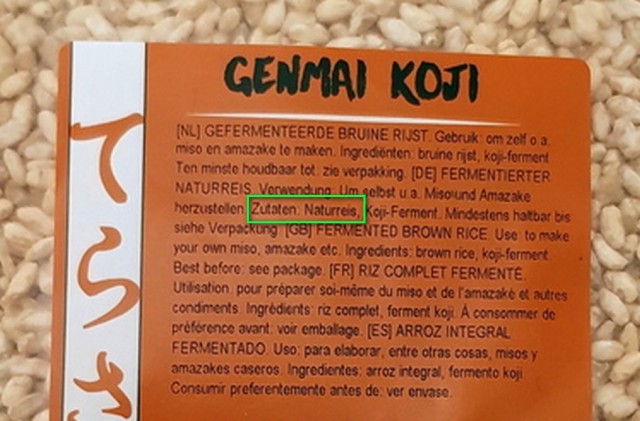 GENMAI KOJI
てらさ
[NL] GEFERMENTEERDE BRUINE RIJST. Gebruik: om zelf o.a.
miso en amazake te maken. Ingrediënten: bruine rijst, koji-ferment
Ten minste houdbaar tot: zie verpakking. [DE] FERMENTIERTER
NATURREIS. Verwendung: Um selbst u.a. Miso und Amazake
herzustellen. Zutaten: Naturreis, Koji-Ferment. Mindestens haltbar bis
siehe Verpackung. [GB] FERMENTED BROWN RICE. Use: to make
your own miso, amazake etc. Ingredients: brown rice, koji-ferment
Best before: see package. [FR] RIZ COMPLET FERMENTÉ.
Utilisation: pour préparer soi-même du miso et de l'amazaké et autres
condiments. Ingrédients: riz complet, ferment koji. À consommer de
préférence avant: voir emballage. [ES] ARROZ INTEGRAL
FERMENTADO. Uso: para elaborar, entre otras cosas, misos y
amazakes caseros. Ingredientes: arroz integral, fermento koji.
Consumir preferentemente antes de: ver envase.